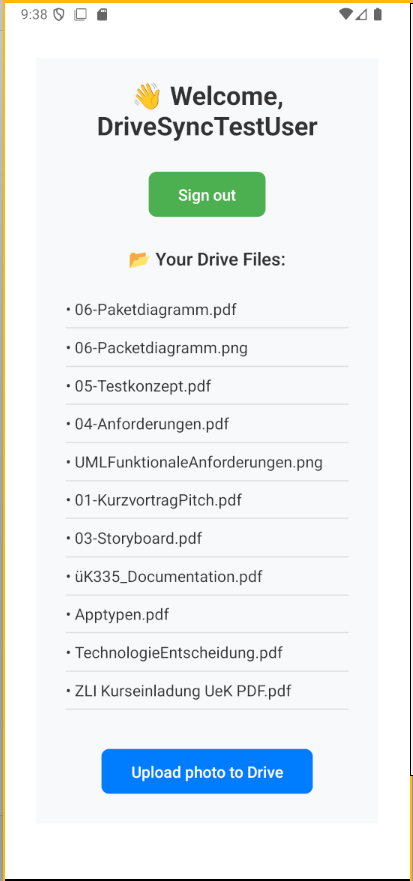 9:38
👋 Welcome,
DriveSyncTestUser
Sign out
📂 Your Drive Files:
• 06-Paketdiagramm.pdf
• 06-Packetdiagramm.png
• 05-Testkonzept.pdf
• 04-Anforderungen.pdf
• UMLFunktionaleAnforderungen.png
• 01-KurzvortragPitch.pdf
• 03-Storyboard.pdf
• üK335_Documentation.pdf
• Apptypen.pdf
• TechnologieEntscheidung.pdf
• ZLI Kurseinladung UeK PDF.pdf
Upload photo to Drive